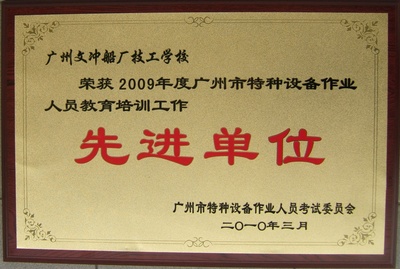 广州文冲船厂技工学校
荣获2009年度广州市特种设备作业
人员教育培训工作
先进单位
广州市特种设备作业人员考试委员会
二〇一〇年三月